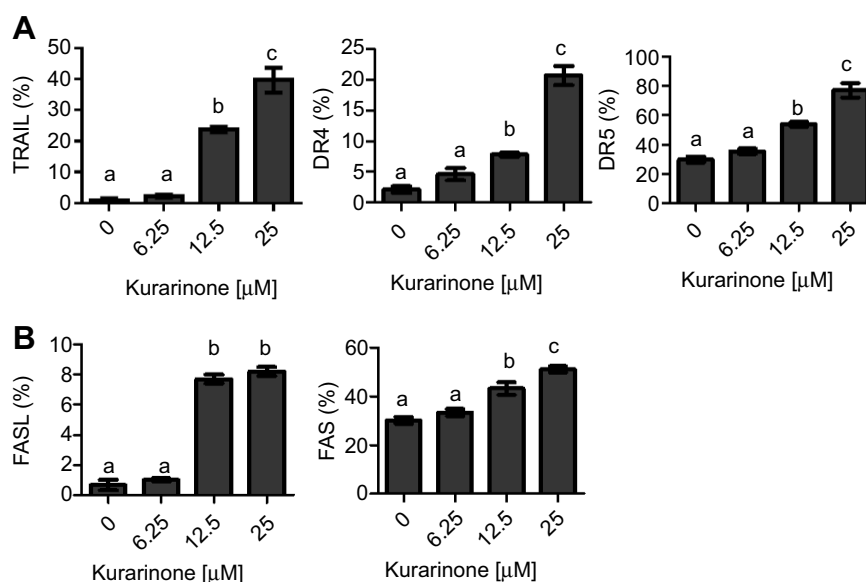 A
TRAIL (%)
50
40
30
20
10
0
a
a
b
c
0
6.25
12.5
25
Kurarinone [μM]
DR4 (%)
25
20
15
10
5
0
a
a
b
c
0
6.25
12.5
25
Kurarinone [μM]
DR5 (%)
100
80
60
40
20
0
a
a
b
c
0
6.25
12.5
25
Kurarinone [μM]
B
FASL (%)
10
8
6
4
2
0
a
a
b
b
0
6.25
12.5
25
Kurarinone [μM]
FAS (%)
60
40
20
0
a
a
b
c
0
6.25
12.5
25
Kurarinone [μM]